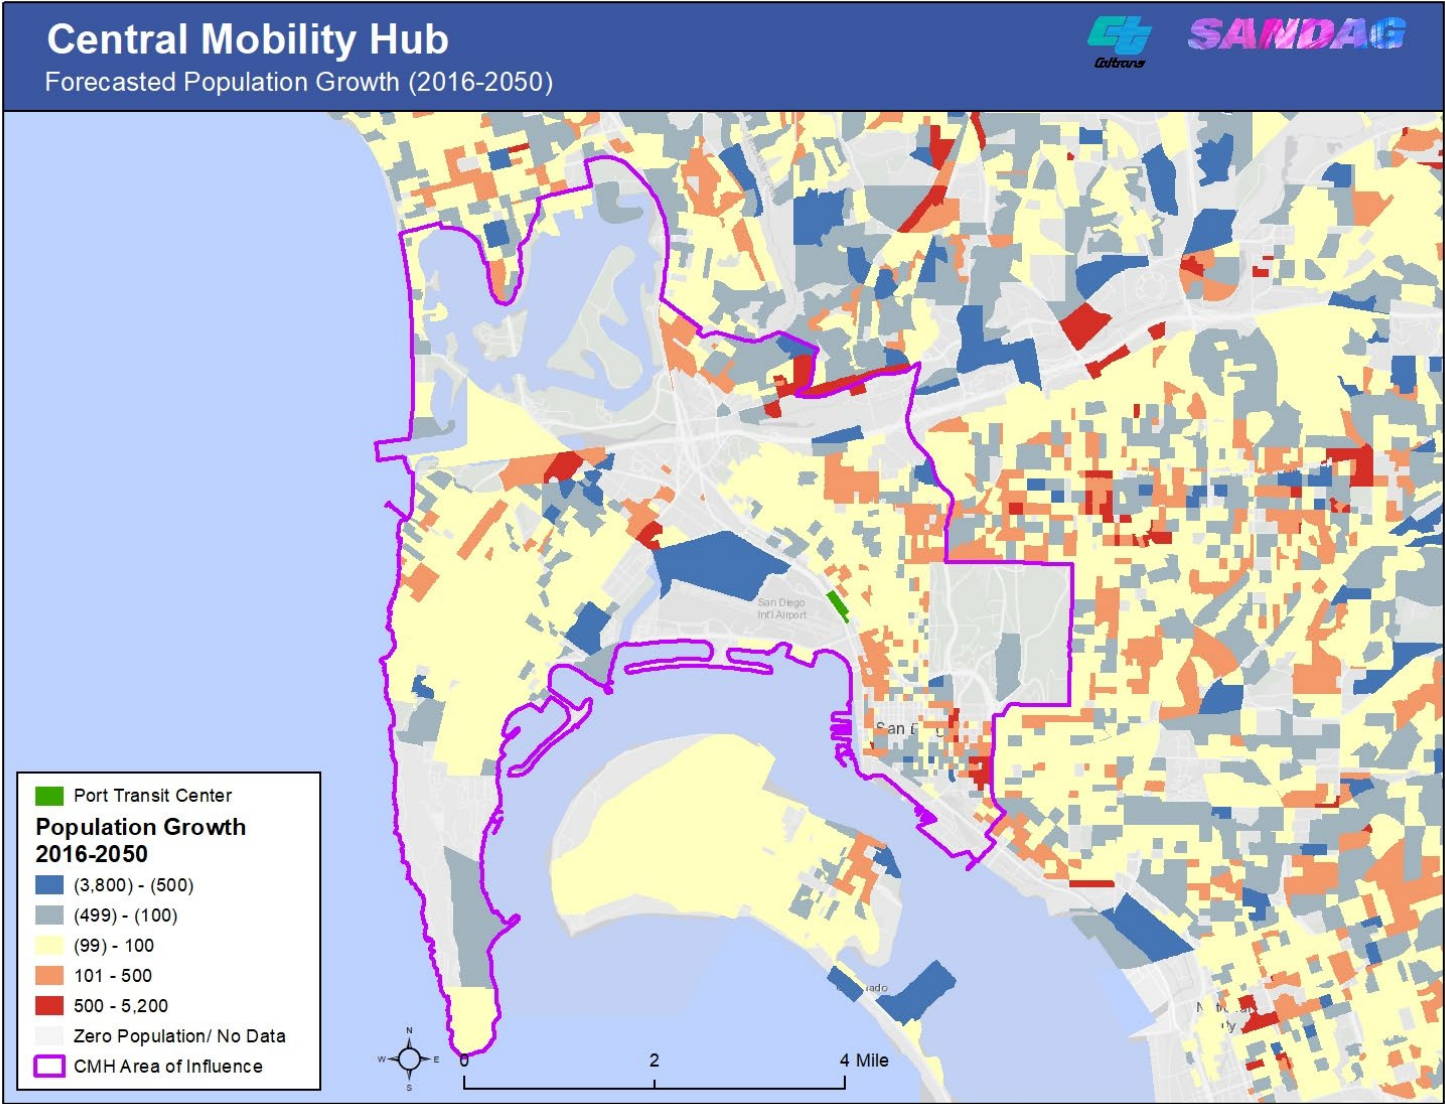 Central Mobility Hub
Forecasted Population Growth (2016-2050)
Caltrans
SANDAG
San Diego
Int'l Airport
San
Port Transit Center
Population Growth
2016-2050
(3,800) - (500)
(499) - (100)
(99) - 100
101 - 500
500 - 5,200
Zero Population/ No Data
CMH Area of Influence
N
W E
S
0 2 4 Mile